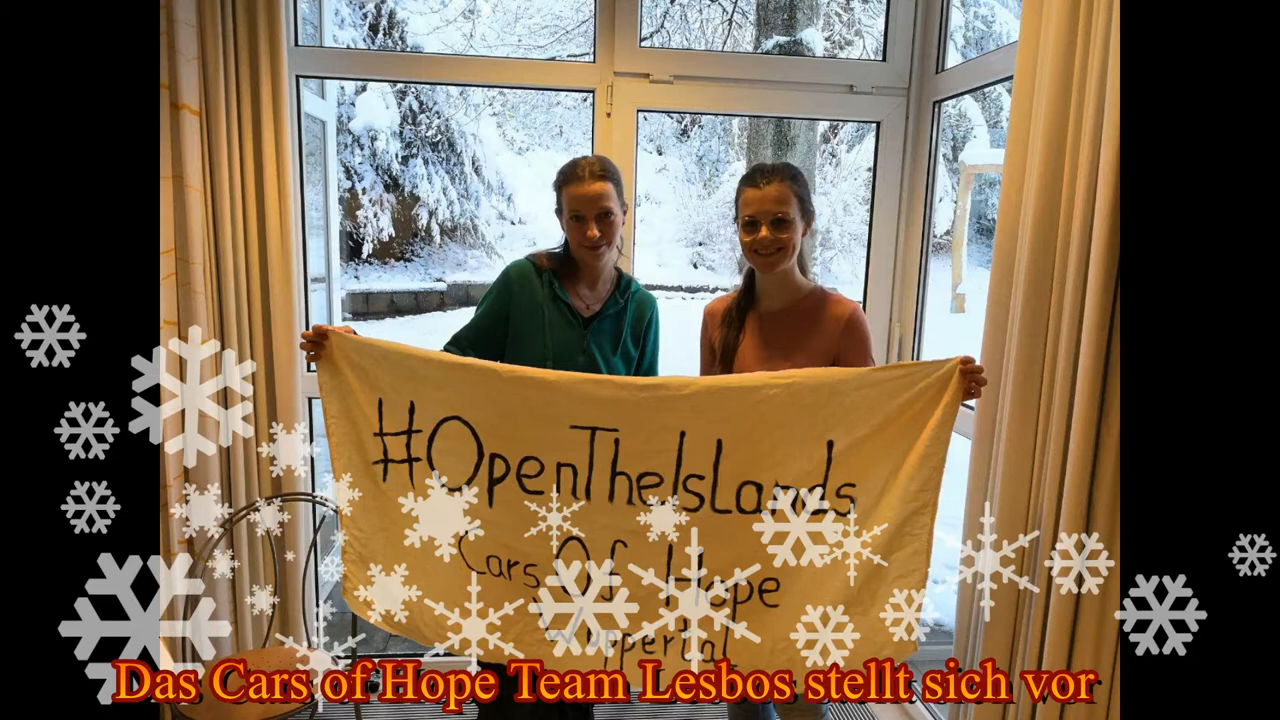 #OpenTheIslands
Cars Of Hope
Wuppertal
Das Cars of Hope Team Lesbos stellt sich vor